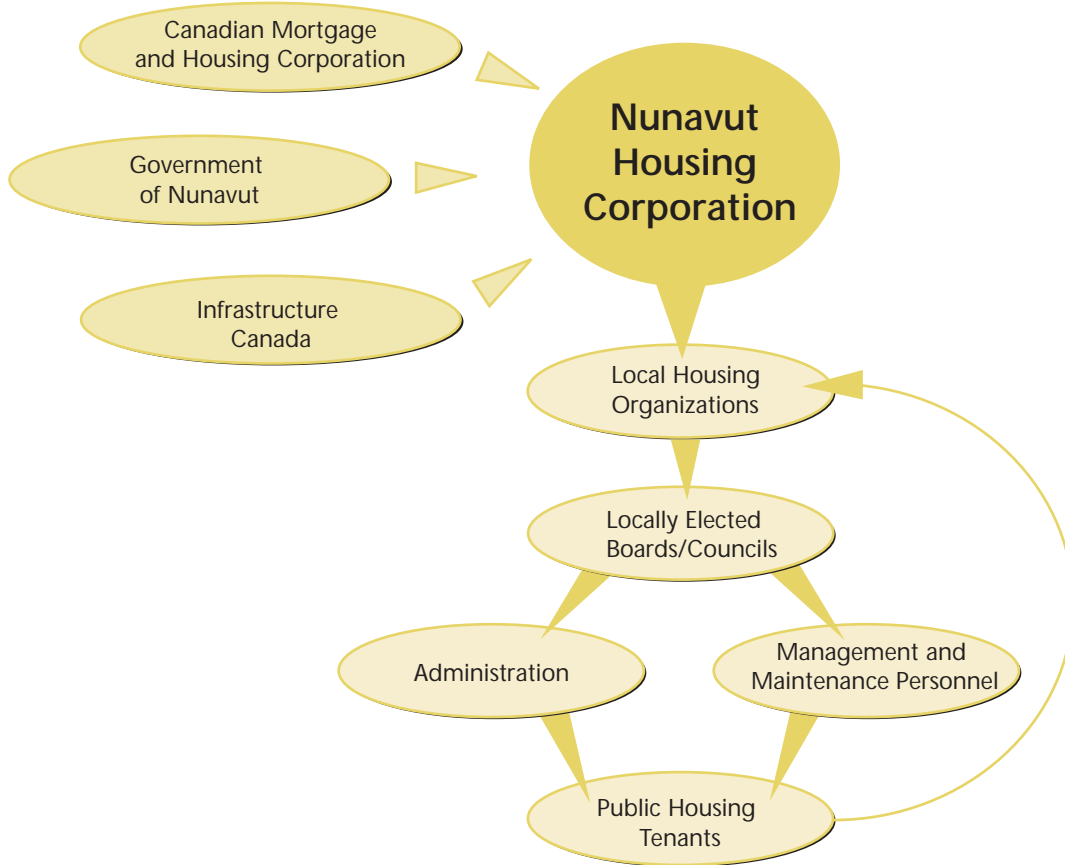 Canadian Mortgage
and Housing Corporation
Nunavut
Housing
Corporation
Government
of Nunavut
Infrastructure
Canada
Local Housing
Organizations
Locally Elected
Boards/Councils
Administration
Management and
Maintenance Personnel
Public Housing
Tenants